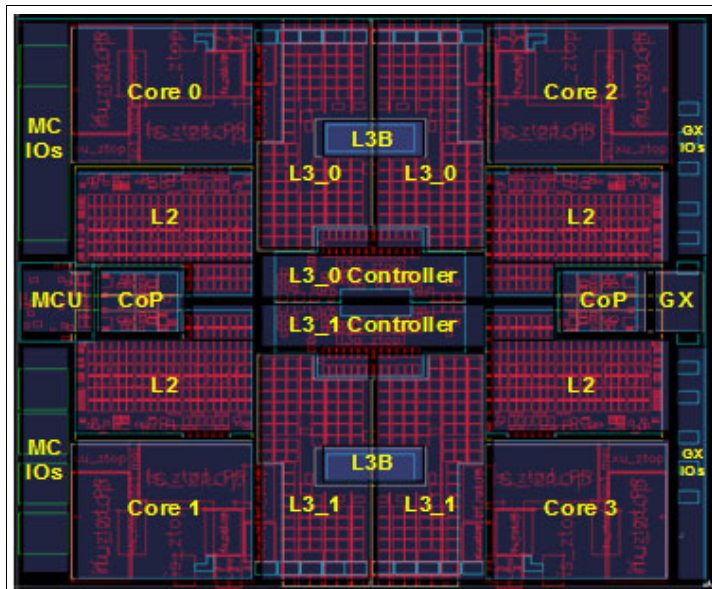 Core 0
Core 2
MC
IOs
L3B
GX
IOs
L3_0
L3_0
L2
L2
L3_0 Controller
MCU
CoP
CoP
GX
L3_1 Controller
L2
L2
MC
IOs
L3B
GX
IOs
Core 1
L3_1
L3_1
Core 3